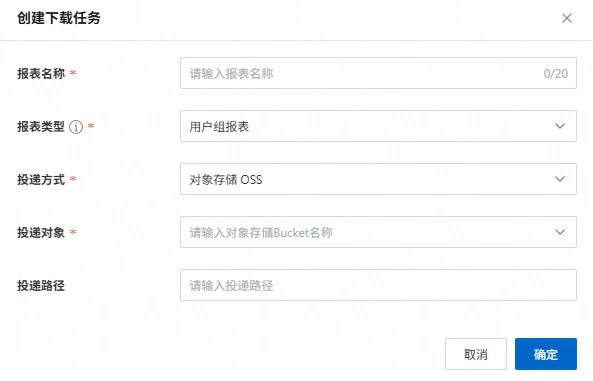 创建下载任务
报表名称 * 请输入报表名称 0/20
报表类型 * 用户组报表
投递方式 * 对象存储 OSS
投递对象 * 请输入对象存储Bucket名称
投递路径 请输入投递路径
取消 确定